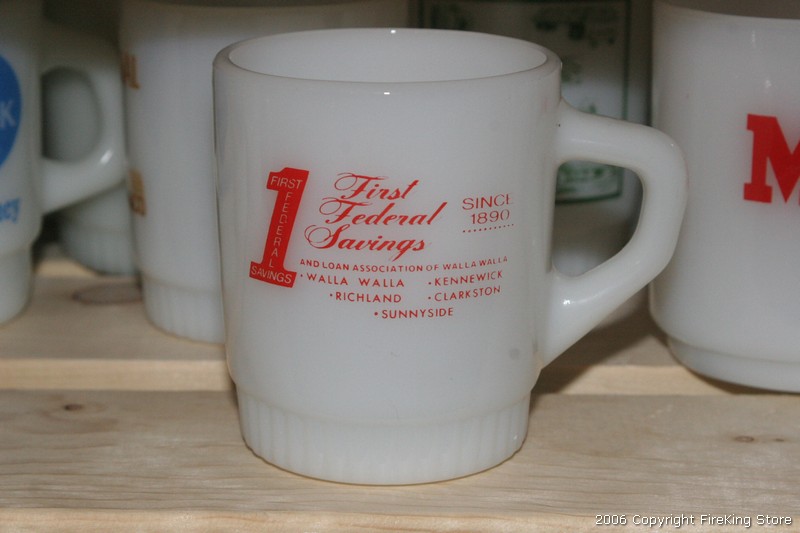 1
FIRST
FEDERAL
SAVINGS
First
Federal
Savings
SINCE
1890
AND LOAN ASSOCIATION OF WALLA WALLA
·WALLA WALLA ·KENNEWICK
·RICHLAND ·CLARKSTON
·SUNNYSIDE
M
K
2006 Copyright FireKing Store